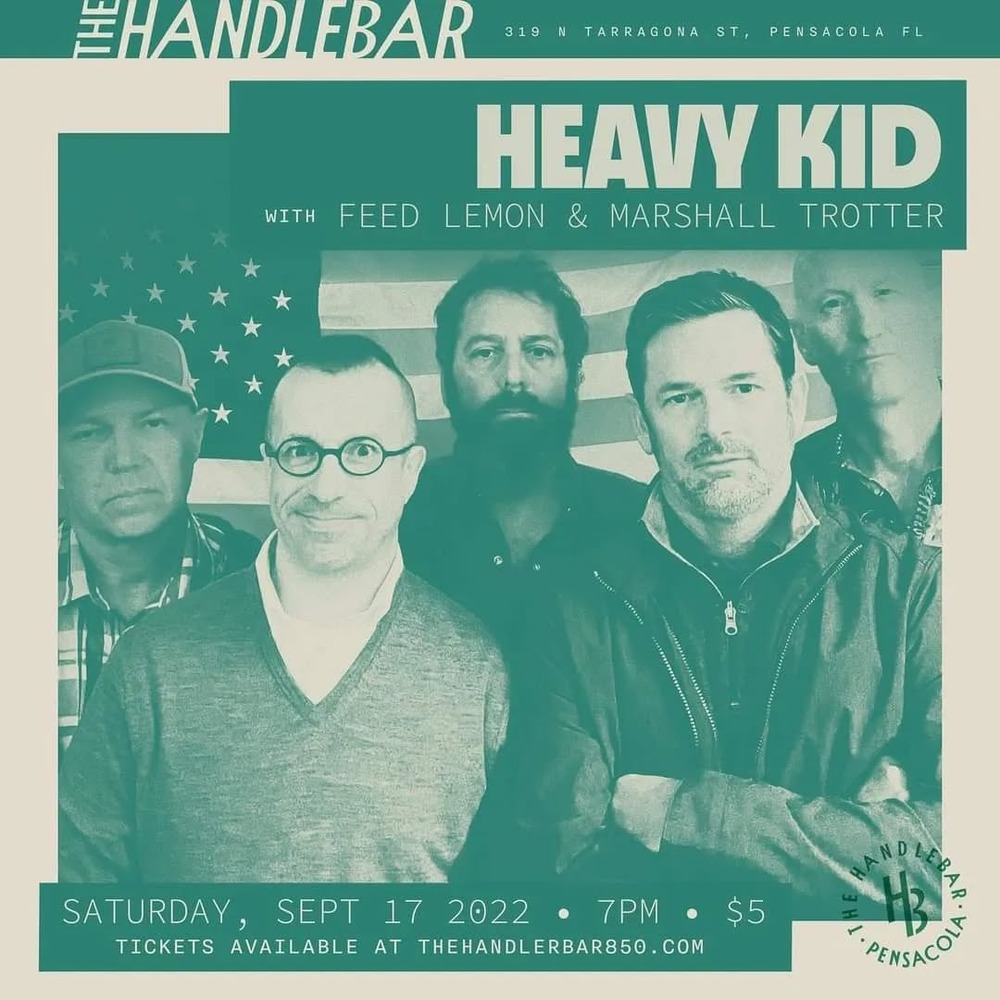 THE HANDLEBAR
319 N TARRAGONA ST, PENSACOLA FL
HEAVY KID
WITH FEED LEMON & MARSHALL TROTTER
SATURDAY, SEPT 17 2022 • 7PM • $5
TICKETS AVAILABLE AT THEHANDLERBAR850.COM
THE HANDLEBAR
HB
· PENSACOLA ·